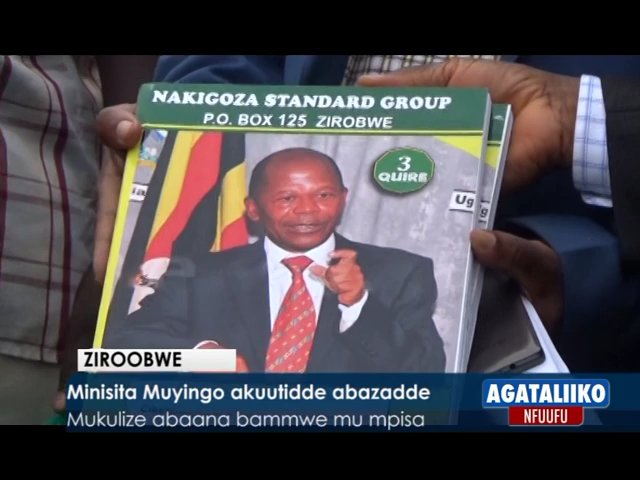 NAKIGOZA STANDARD GROUP
P.O. BOX 125 ZIROBWE
3
QUIRE
ZIROOBWE
Minisita Muyingo akuutidde abazadde
Mukulize abaana bammwe mu mpisa
AGATALIIKO
NFUUFU